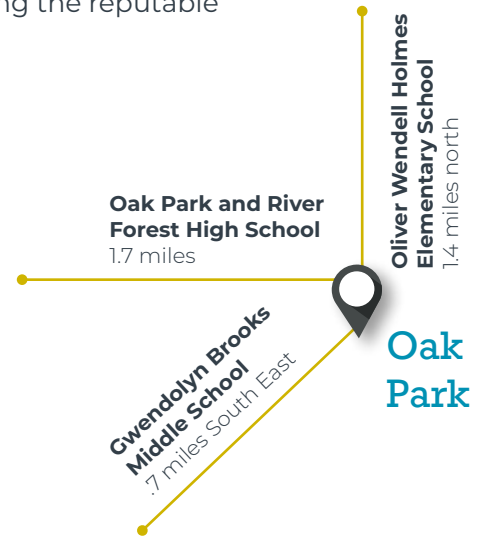 ng the reputable
Oliver Wendell Holmes
Elementary School
1.4 miles north
Oak Park and River
Forest High School
1.7 miles
Gwendolyn Brooks
Middle School
.7 miles South East
Oak
Park